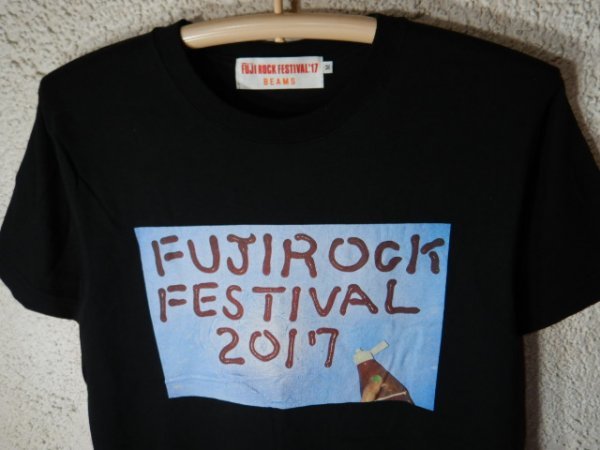 FUJI ROCK FESTIVAL'17
BEAMS
M
FUJIROCK
FESTIVAL
2017